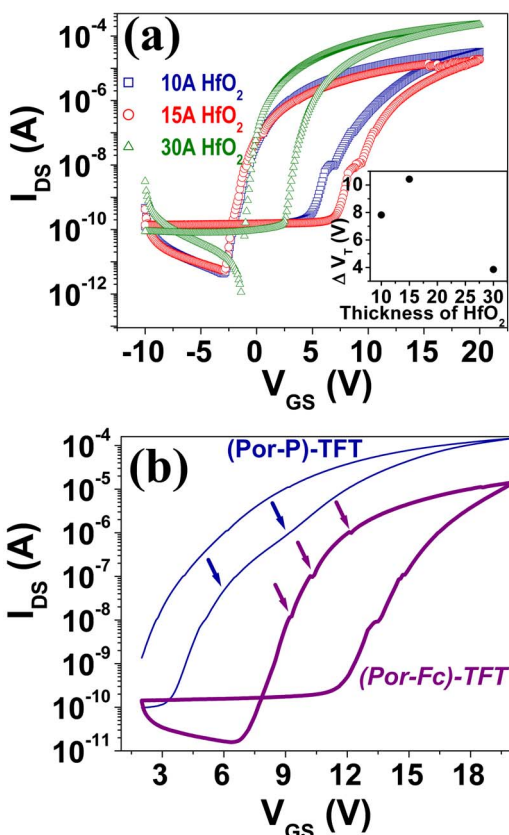 (a)
10A HfO₂
15A HfO₂
30A HfO₂
I_DS (A)
10⁻⁴
10⁻⁶
10⁻⁸
10⁻¹⁰
10⁻¹²
-10 -5 0 5 10 15 20
V_GS (V)
Δ V_T (V)
10
8
6
4
10 15 20 25 30
Thickness of HfO₂
(b)
(Por-P)-TFT
(Por-Fc)-TFT
I_DS (A)
10⁻⁴
10⁻⁵
10⁻⁶
10⁻⁷
10⁻⁸
10⁻⁹
10⁻¹⁰
10⁻¹¹
3 6 9 12 15 20
V_GS (V)